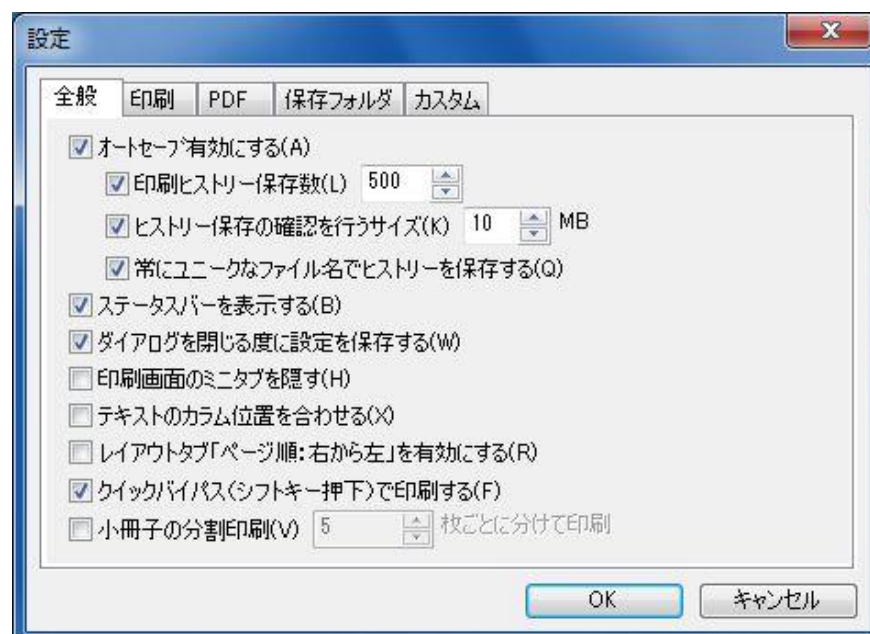 設定
全般 印刷 PDF 保存フォルダ カスタム
オートセーブ有効にする(A)
印刷ヒストリー保存数(L) 500
ヒストリー保存の確認を行うサイズ(K) 10 MB
常にユニークなファイル名でヒストリーを保存する(Q)
ステータスバーを表示する(B)
ダイアログを閉じる度に設定を保存する(W)
印刷画面のミニタブを隠す(H)
テキストのカラム位置を合わせる(X)
レイアウトタブ「ページ順:右から左」を有効にする(R)
クイックバイパス(シフトキー押下)で印刷する(F)
小冊子の分割印刷(V) 5 枚ごとに分けて印刷
OK キャンセル